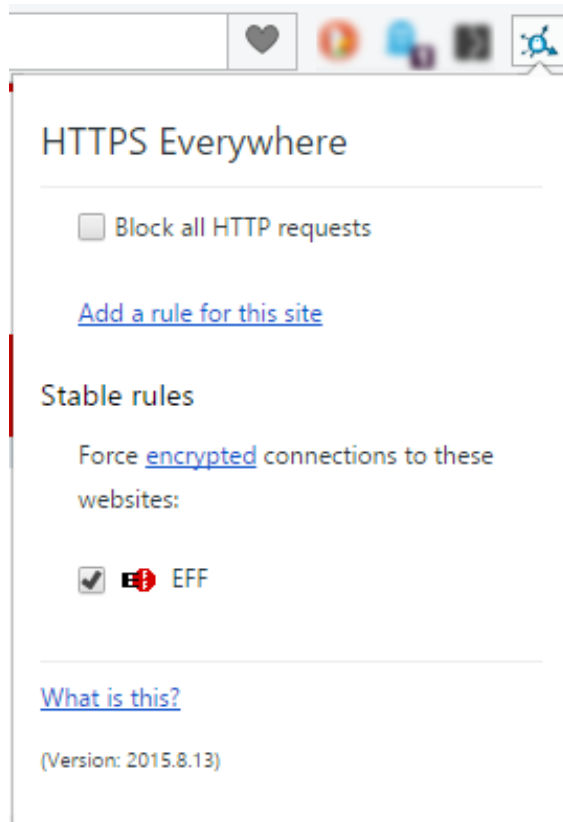 HTTPS Everywhere
Block all HTTP requests
Add a rule for this site
Stable rules
Force encrypted connections to these
websites:
EFF
What is this?
(Version: 2015.8.13)